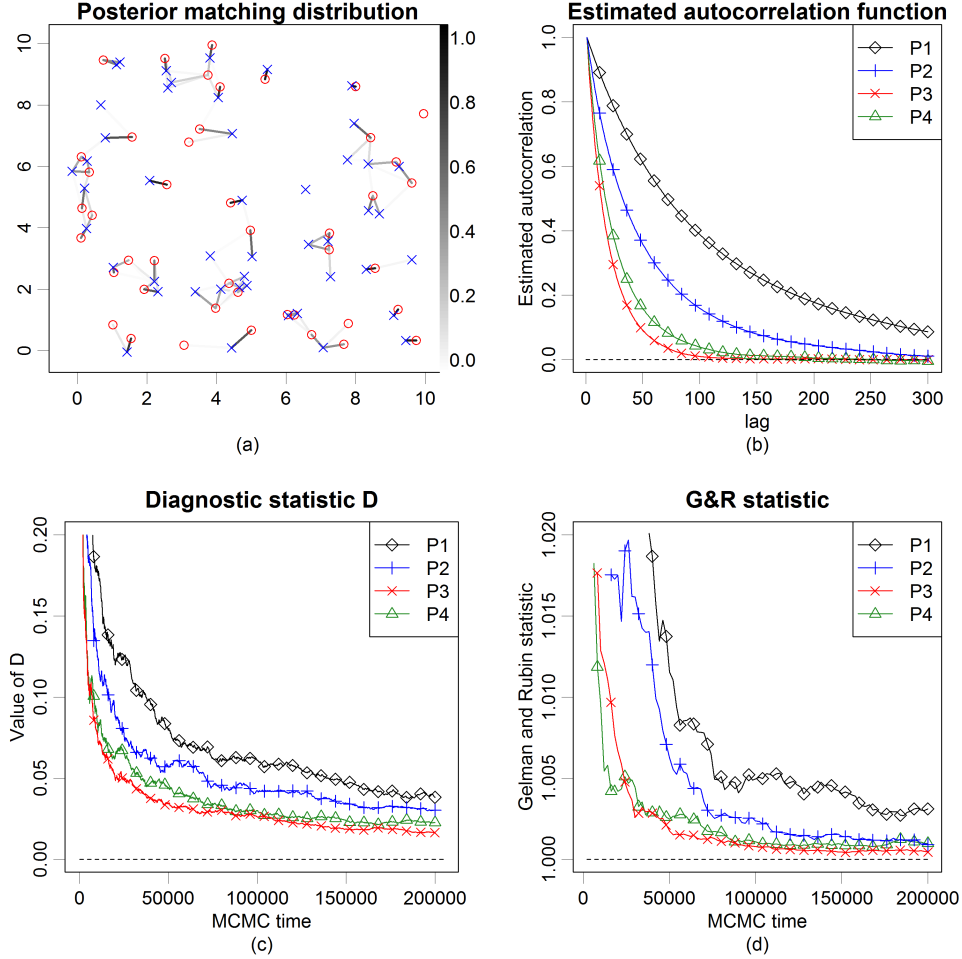 Posterior matching distribution
10
8
6
4
2
0
0 2 4 6 8 10
1.0
0.8
0.6
0.4
0.2
0.0
(a)
Estimated autocorrelation function
Estimated autocorrelation
1.0
0.8
0.6
0.4
0.2
0.0
P1
P2
P3
P4
0 50 100 150 200 250 300
lag
(b)
Diagnostic statistic D
Value of D
0.20
0.15
0.10
0.05
0.00
P1
P2
P3
P4
0 50000 100000 150000 200000
MCMC time
(c)
G&R statistic
Gelman and Rubin statistic
1.020
1.015
1.010
1.005
1.000
P1
P2
P3
P4
0 50000 100000 150000 200000
MCMC time
(d)